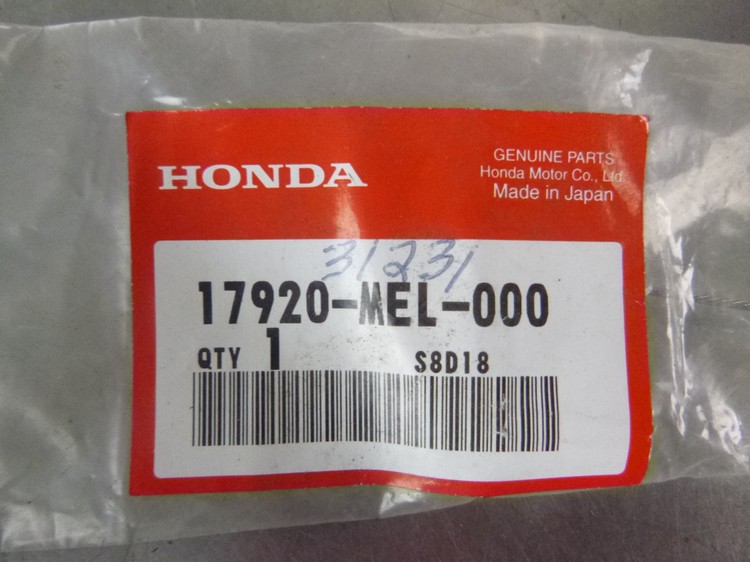 HONDA
GENUINE PARTS
Honda Motor Co., Ltd.
Made in Japan
31231
17920-MEL-000
QTY 1 S8D18